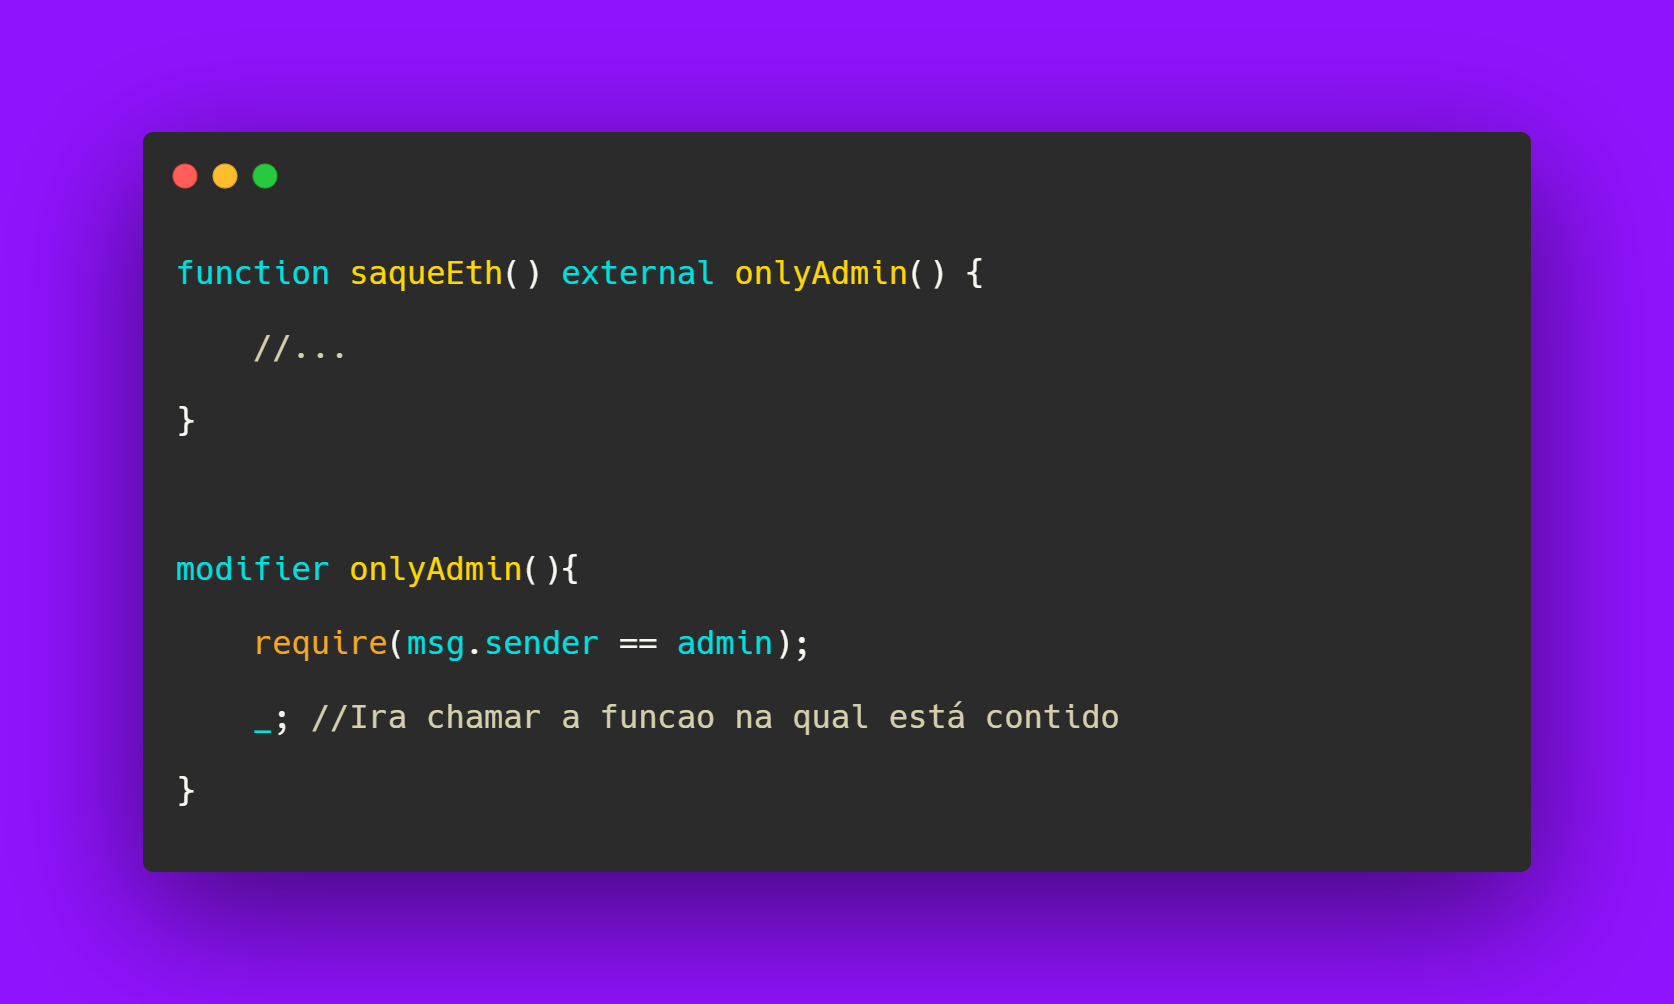 function saqueEth() external onlyAdmin() {
//...
}
modifier onlyAdmin(){
require(msg.sender == admin);
_; //Ira chamar a funcao na qual está contido
}